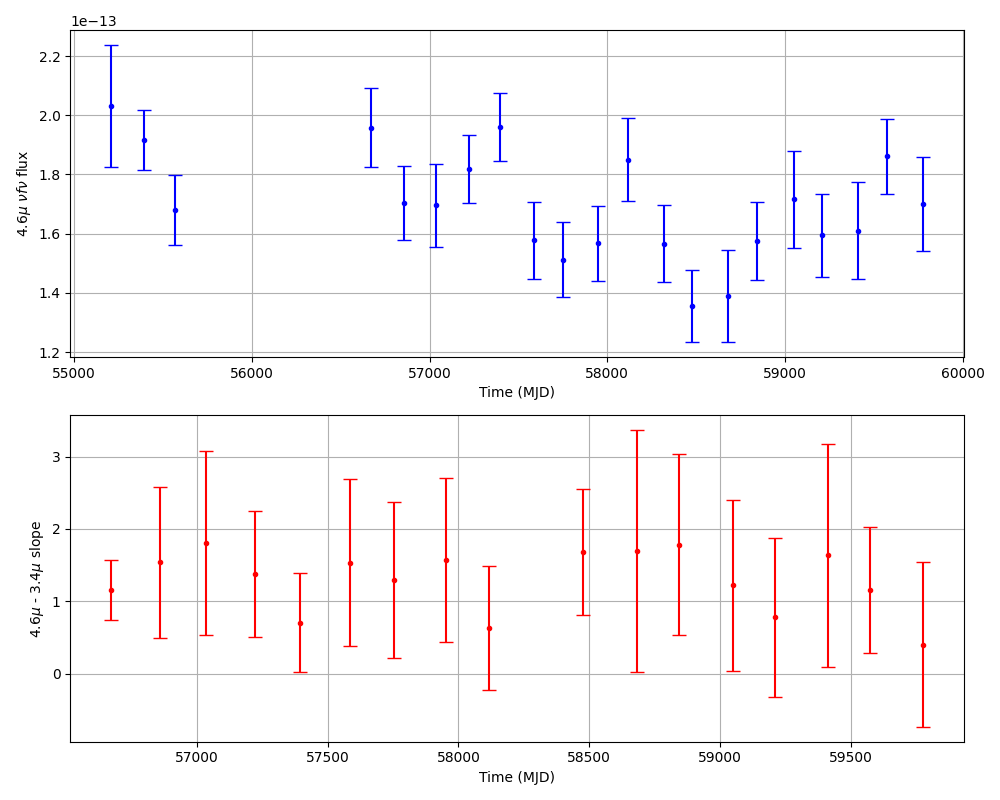 1e−13
2.2
2.0
1.8
1.6
1.4
1.2
4.6μ νfν flux
55000 56000 57000 58000 59000 60000
Time (MJD)
3
2
1
0
4.6μ - 3.4μ slope
57000 57500 58000 58500 59000 59500
Time (MJD)